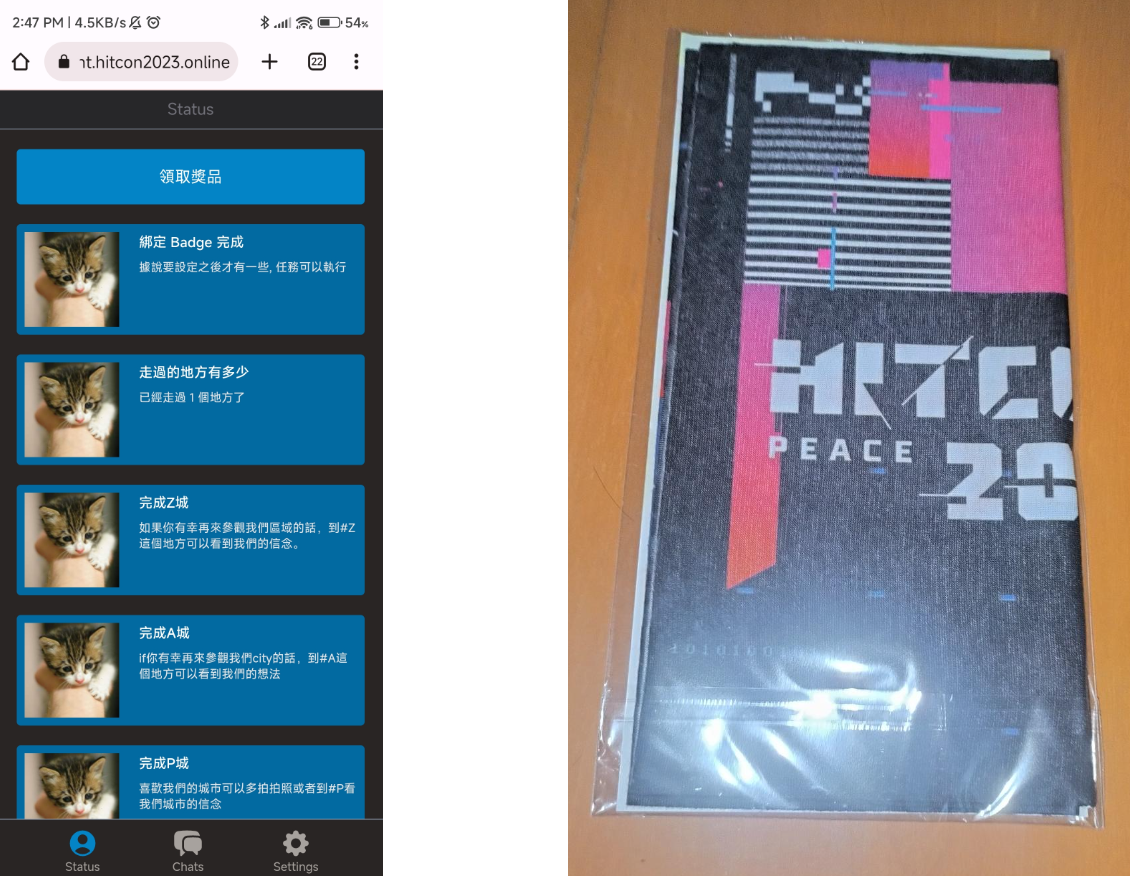 2:47 PM | 4.5KB/s
54%
nt.hitcon2023.online
22
Status
領取獎品
綁定 Badge 完成
據說要設定之後才有一些, 任務可以執行
走過的地方有多少
已經走過 1 個地方了
完成Z城
如果你有幸再來參觀我們區域的話，到#Z
這個地方可以看到我們的信念。
完成A城
if你有幸再來參觀我們city的話，到#A這
個地方可以看到我們的想法
完成P城
喜歡我們的城市可以多拍拍照或者到#P看
我們城市的信念
Status
Chats
Settings
HITC
PEACE
20